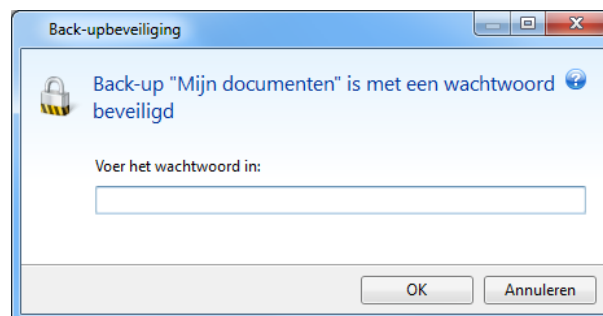 Back-upbeveiliging
Back-up "Mijn documenten" is met een wachtwoord
beveiligd
Voer het wachtwoord in:
OK
Annuleren